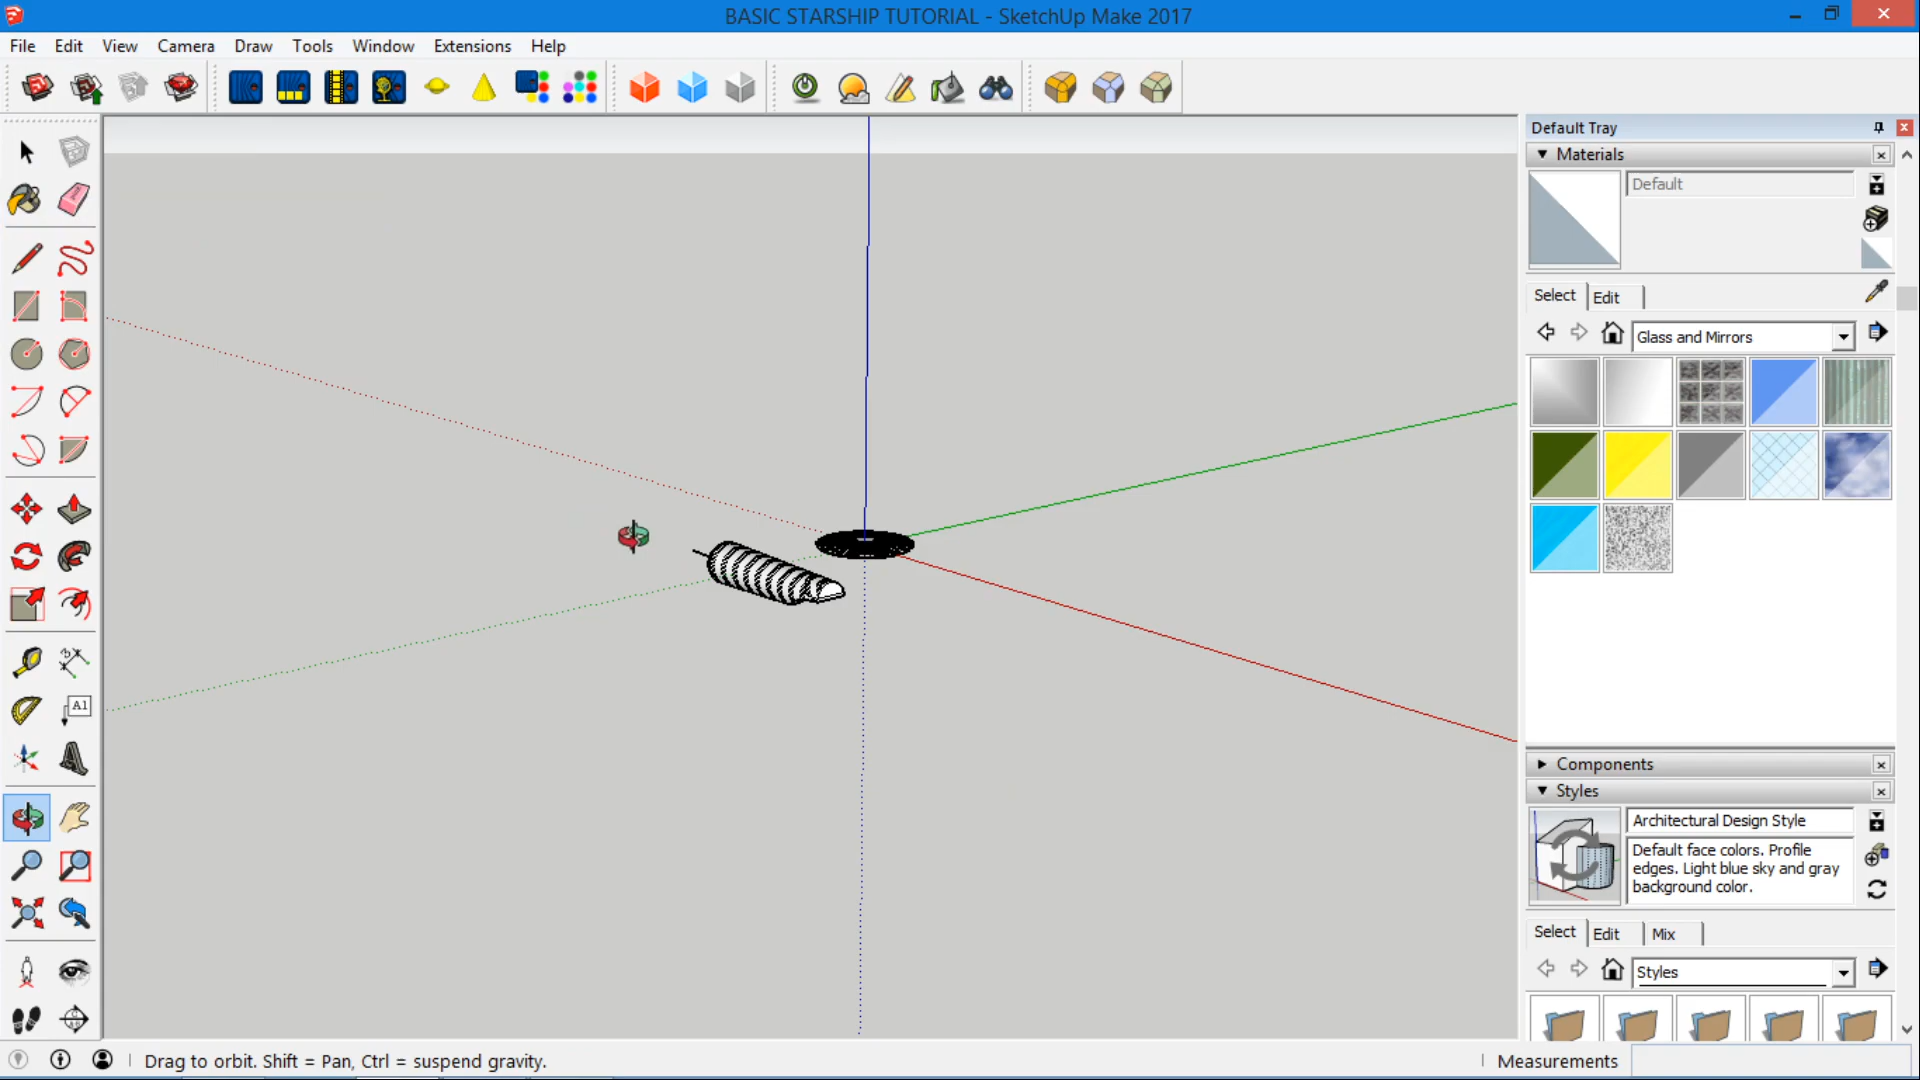 BASIC STARSHIP TUTORIAL - SketchUp Make 2017
File Edit View Camera Draw Tools Window Extensions Help
Default Tray
Materials
Default
Select Edit
Glass and Mirrors
A1
Components
Styles
Architectural Design Style
Default face colors. Profile
edges. Light blue sky and gray
background color.
Select Edit Mix
Styles
Drag to orbit. Shift = Pan, Ctrl = suspend gravity.
Measurements